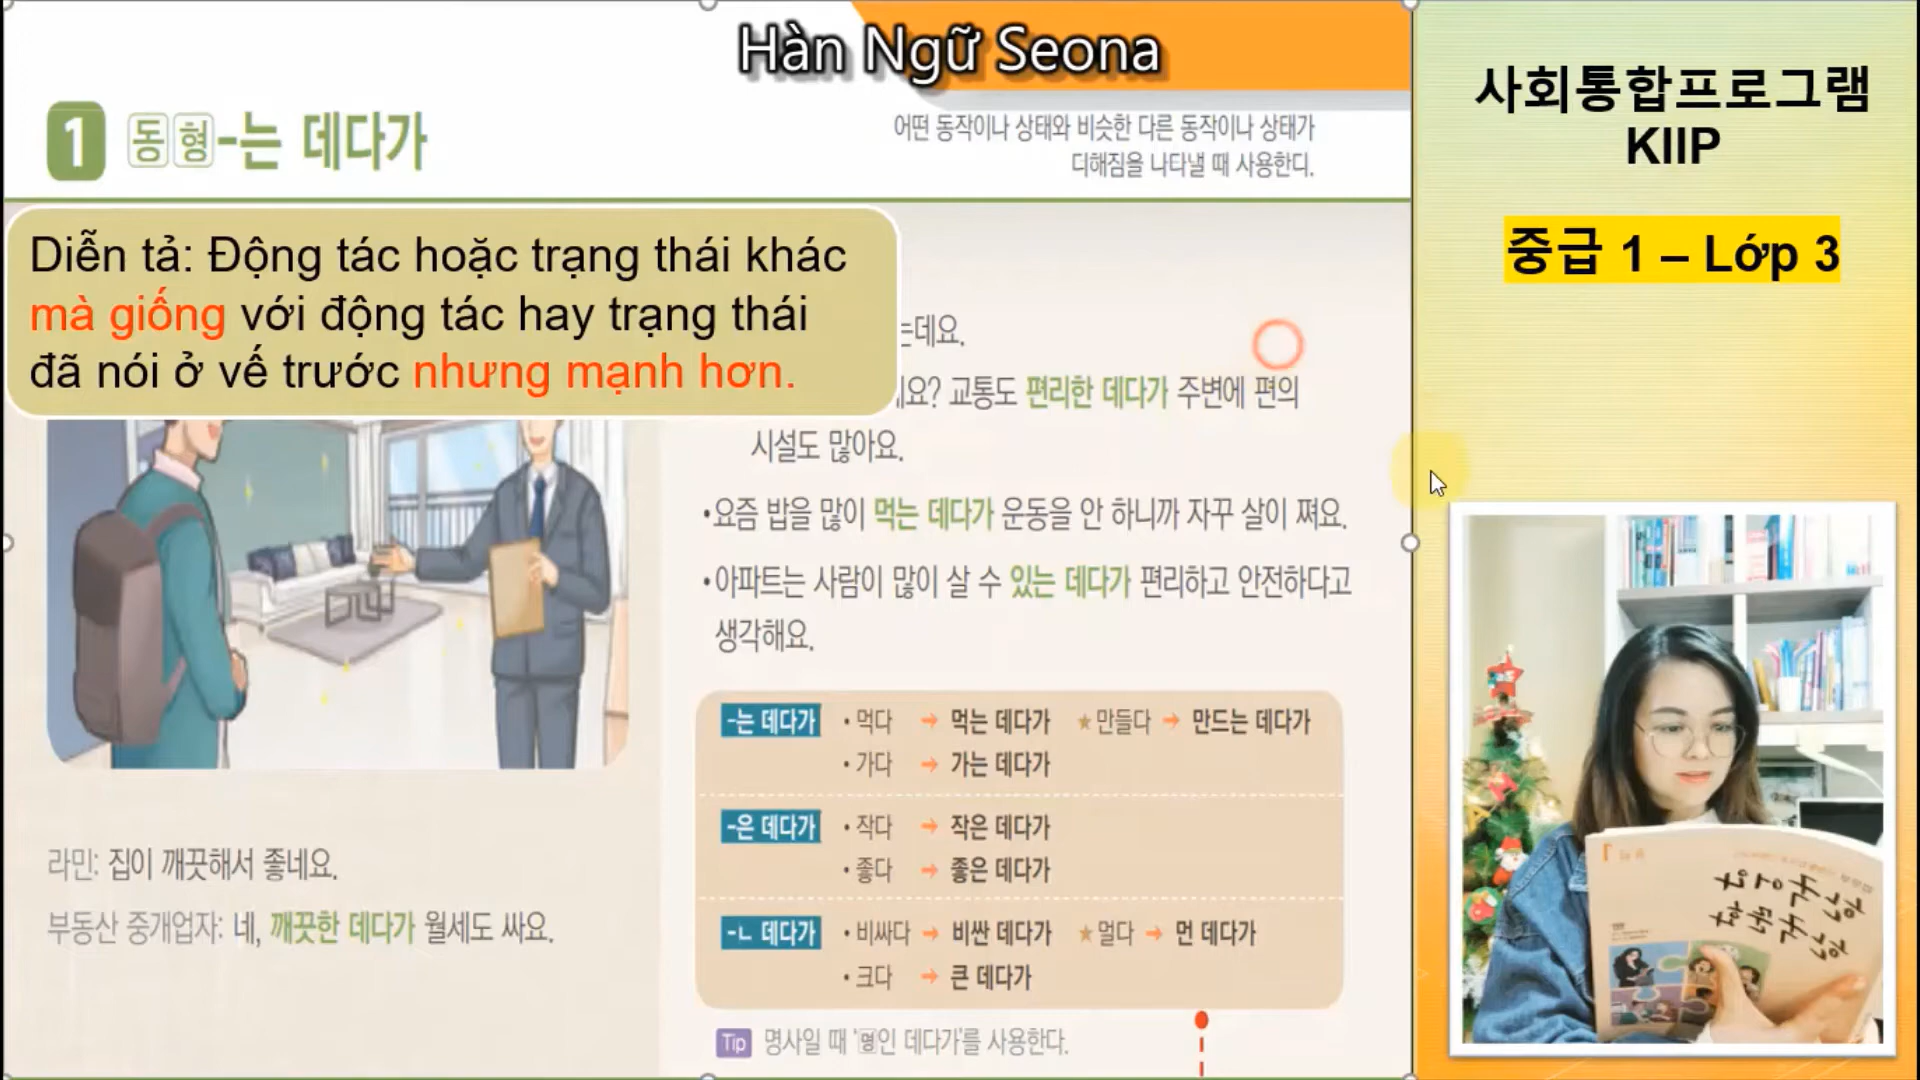 Hàn Ngữ Seona
1 동 형 -는 데다가
어떤 동작이나 상태와 비슷한 다른 동작이나 상태가
더해짐을 나타낼 때 사용한다.
Diễn tả: Động tác hoặc trạng thái khác
mà giống với động tác hay trạng thái
đã nói ở vế trước nhưng mạnh hơn.
는데요.
요? 교통도 편리한 데다가 주변에 편의
시설도 많아요.
•요즘 밥을 많이 먹는 데다가 운동을 안 하니까 자꾸 살이 쪄요.
•아파트는 사람이 많이 살 수 있는 데다가 편리하고 안전하다고
생각해요.
라민: 집이 깨끗해서 좋네요.
부동산 중개업자: 네, 깨끗한 데다가 월세도 싸요.
-는 데다가 • 먹다 → 먹는 데다가 ★만들다 → 만드는 데다가
• 가다 → 가는 데다가
-은 데다가 • 작다 → 작은 데다가
• 좋다 → 좋은 데다가
-ㄴ 데다가 • 비싸다 → 비싼 데다가 ★멀다 → 먼 데다가
• 크다 → 큰 데다가
Tip 명사일 때 '명인 데다가'를 사용한다.
사회통합프로그램
KIIP
중급 1 – Lớp 3